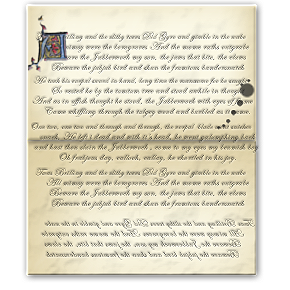 Twas Brilling and the slithy toves Did Gyre and gimble in the wabe
All mimsy were the borograves And the mome raths outgrabe
Beware the Jabberwock my son, the jaws that bite, the claws
Beware the jubjub bird and shun the frumious bandersnatch
He took his vorpal sword in hand, long time the manxome foe he sought
So rested he by the tumtum tree and stood awhile in thought
And as in uffish thought he stood, the Jabberwock with eyes of flame
Came whiffling through the tulgey wood and burbled as it came
One two, one two and through and though, the vorpal blade
snack. He left it dead and with it's head, he went galumphing back
and hast thou slain the Jabberwock, come to my my beamish boy
Oh frabjous day, callooh, callay, he chortled in his joy.
Twas Brilling and the slithy toves Did Gyre and gimble in the wabe
All mimsy were the borograves And the mome raths outgrabe
Beware the Jabberwock my son, the jaws that bite, the claws
Beware the jubjub bird and shun the frumious bandersnatch
Twas Brilling and the slithy toves Did Gyre and gimble in the wabe
All mimsy were the borograves And the mome raths outgrabe
Beware the Jabberwock my son, the jaws that bite, the claws
Beware the jubjub bird and shun the frumious bandersnatch